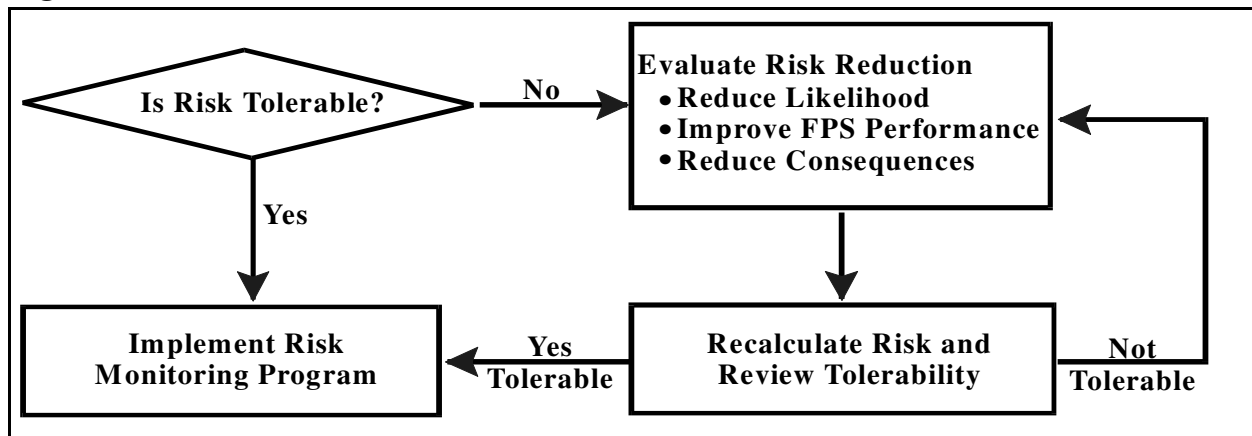 Is Risk Tolerable?
No
Evaluate Risk Reduction
• Reduce Likelihood
• Improve FPS Performance
• Reduce Consequences
Yes
Implement Risk
Monitoring Program
Yes
Tolerable
Recalculate Risk and
Review Tolerability
Not
Tolerable